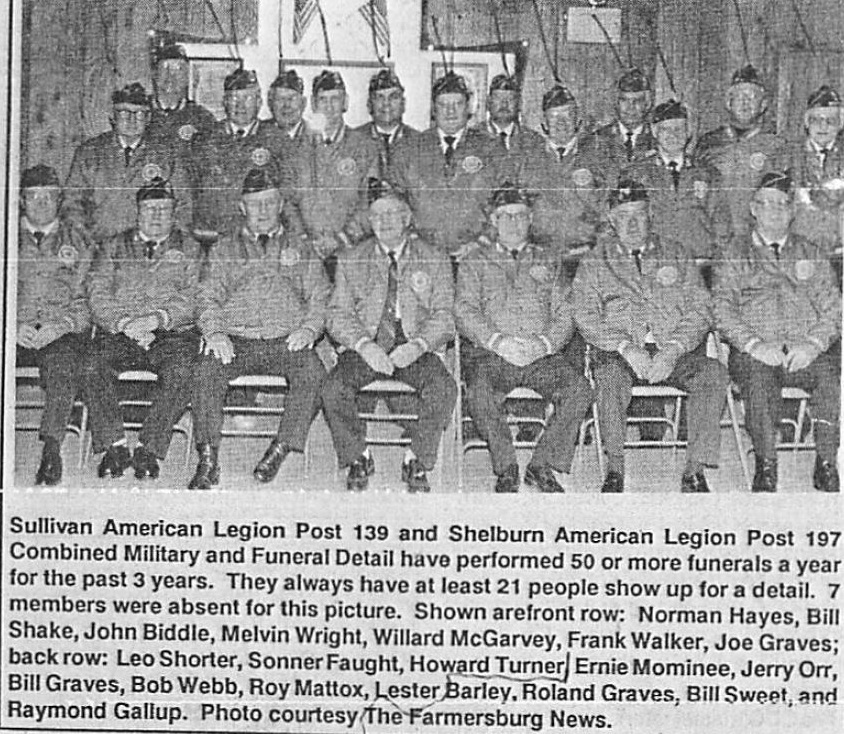 Sullivan American Legion Post 139 and Shelburn American Legion Post 197
Combined Military and Funeral Detail have performed 50 or more funerals a year
for the past 3 years. They always have at least 21 people show up for a detail. 7
members were absent for this picture. Shown arefront row: Norman Hayes, Bill
Shake, John Biddle, Melvin Wright, Willard McGarvey, Frank Walker, Joe Graves;
back row: Leo Shorter, Sonner Faught, Howard Turner, Ernie Mominee, Jerry Orr,
Bill Graves, Bob Webb, Roy Mattox, Lester Barley, Roland Graves, Bill Sweet, and
Raymond Gallup. Photo courtesy The Farmersburg News.